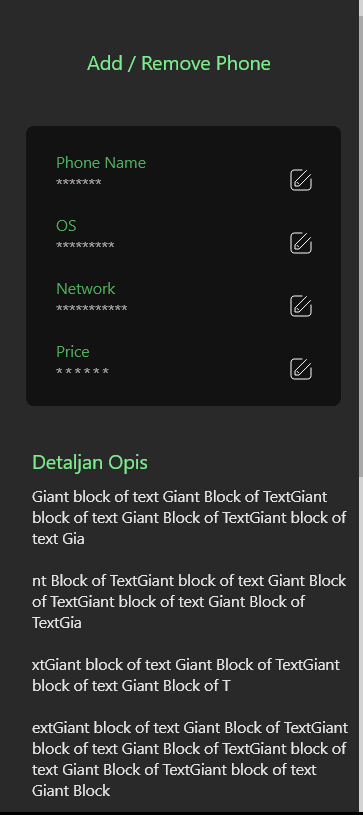 Add / Remove Phone
Phone Name
*******
OS
*********
Network
***********
Price
******
Detaljan Opis
Giant block of text Giant Block of TextGiant
block of text Giant Block of TextGiant block of
text Gia
nt Block of TextGiant block of text Giant Block
of TextGiant block of text Giant Block of
TextGia
xtGiant block of text Giant Block of TextGiant
block of text Giant Block of T
extGiant block of text Giant Block of TextGiant
block of text Giant Block of TextGiant block of
text Giant Block of TextGiant block of text
Giant Block